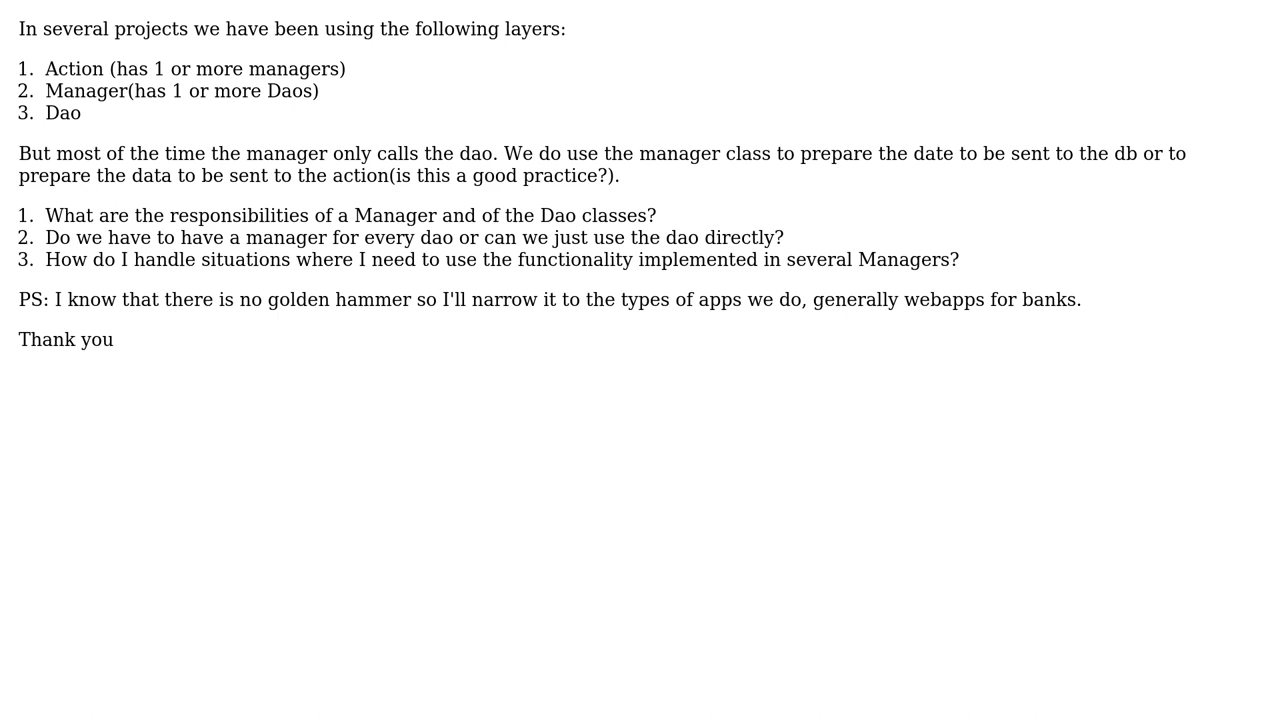 In several projects we have been using the following layers:
1. Action (has 1 or more managers)
2. Manager(has 1 or more Daos)
3. Dao
But most of the time the manager only calls the dao. We do use the manager class to prepare the date to be sent to the db or to
prepare the data to be sent to the action(is this a good practice?).
1. What are the responsibilities of a Manager and of the Dao classes?
2. Do we have to have a manager for every dao or can we just use the dao directly?
3. How do I handle situations where I need to use the functionality implemented in several Managers?
PS: I know that there is no golden hammer so I'll narrow it to the types of apps we do, generally webapps for banks.
Thank you